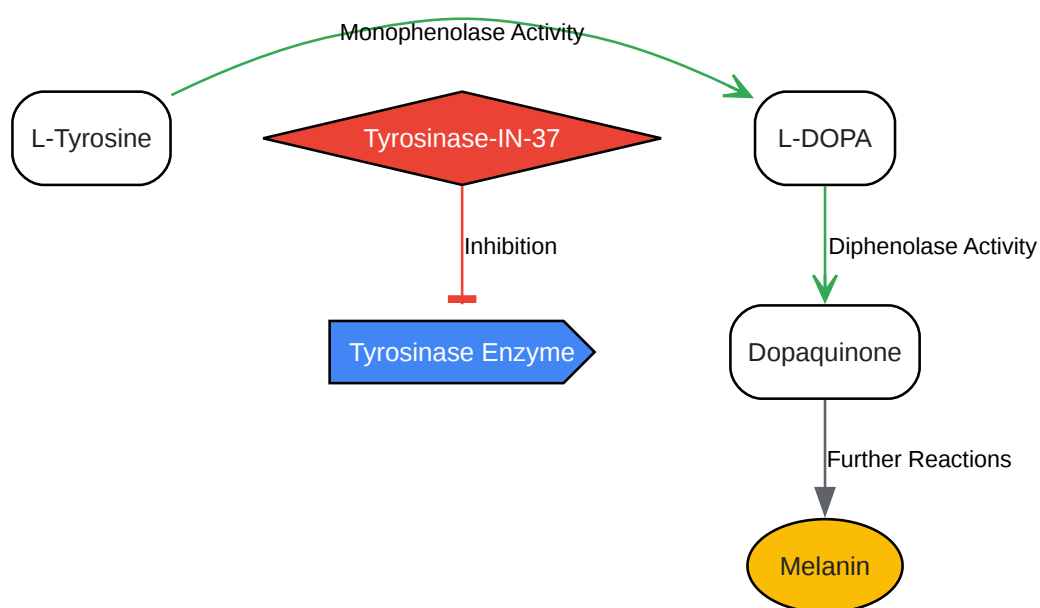 Monophenolase Activity
L-Tyrosine
Tyrosinase-IN-37
L-DOPA
Inhibition
Diphenolase Activity
Tyrosinase Enzyme
Dopaquinone
Further Reactions
Melanin